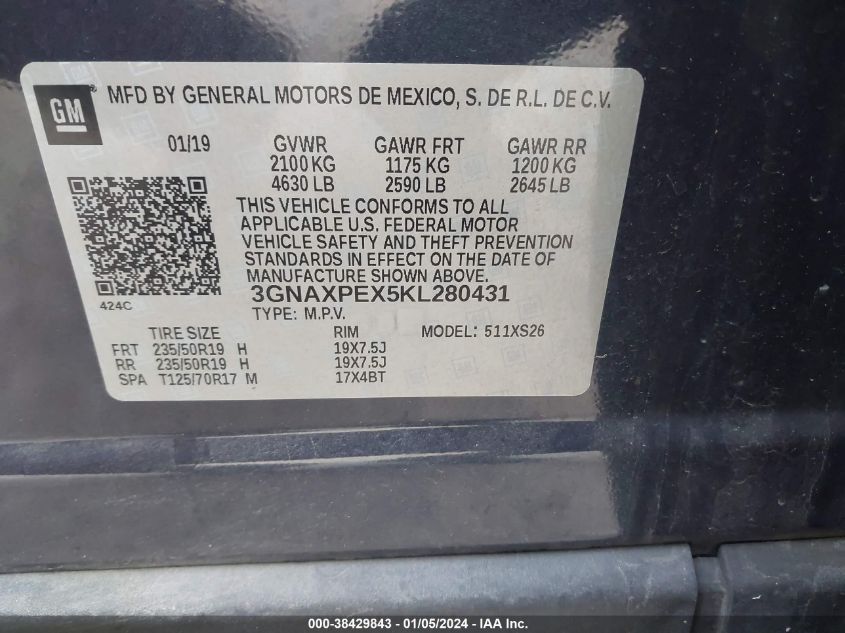 GM®
MFD BY GENERAL MOTORS DE MEXICO, S. DE R.L. DE C.V.
01/19 GVWR GAWR FRT GAWR RR
2100 KG 1175 KG 1200 KG
4630 LB 2590 LB 2645 LB
THIS VEHICLE CONFORMS TO ALL
APPLICABLE U.S. FEDERAL MOTOR
VEHICLE SAFETY AND THEFT PREVENTION
STANDARDS IN EFFECT ON THE DATE OF
MANUFACTURE SHOWN ABOVE.
424C
3GNAXPEX5KL280431
TYPE: M.P.V.
TIRE SIZE RIM MODEL: 511XS26
FRT 235/50R19 H 19X7.5J
RR 235/50R19 H 19X7.5J
SPA T125/70R17 M 17X4BT
000-38429843 - 01/05/2024 - IAA Inc.